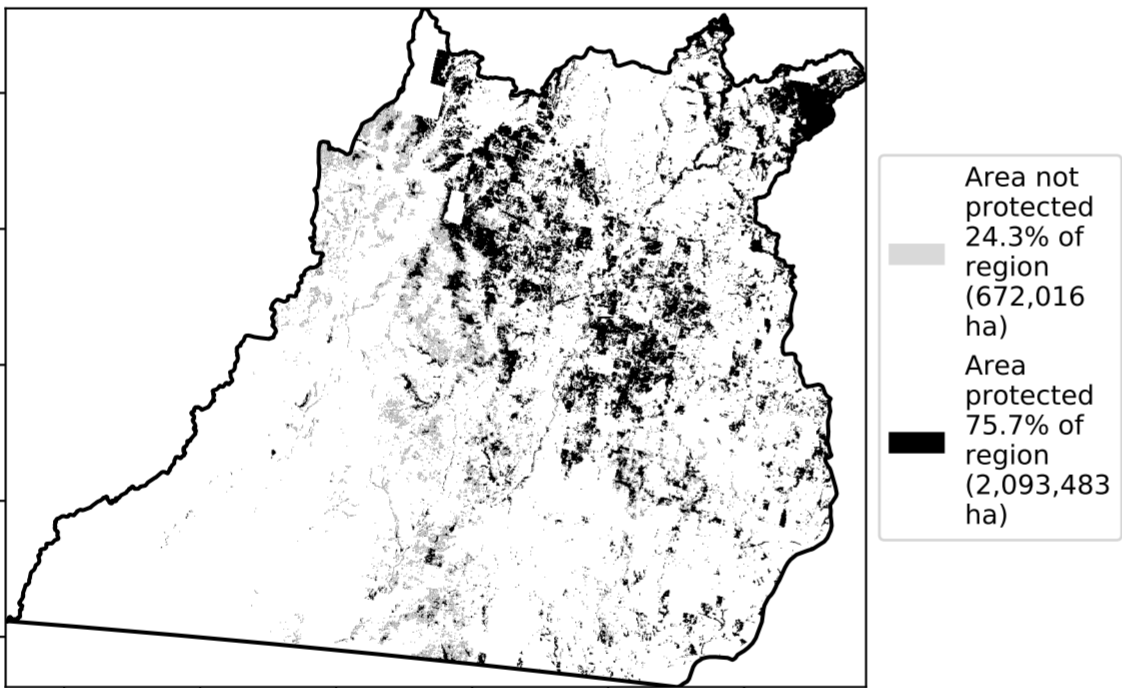 Area not
protected
24.3% of
region
(672,016
ha)
Area
protected
75.7% of
region
(2,093,483
ha)